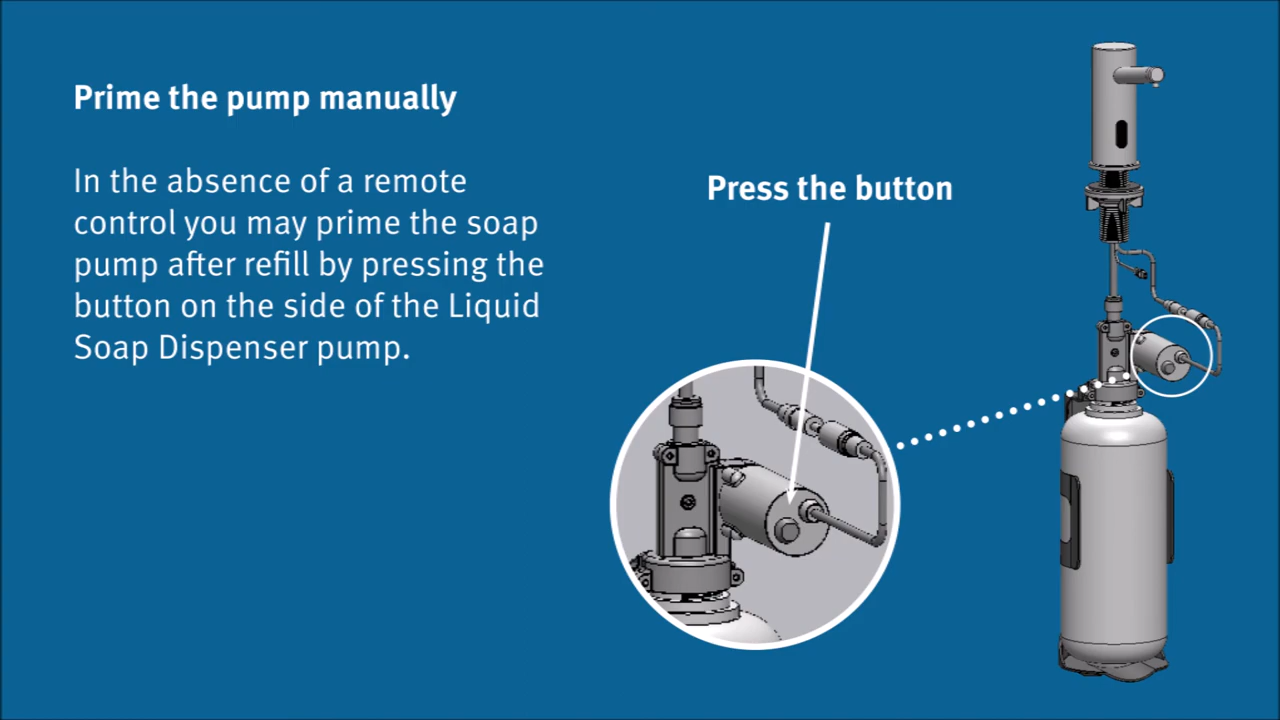 Prime the pump manually
In the absence of a remote
control you may prime the soap
pump after refill by pressing the
button on the side of the Liquid
Soap Dispenser pump.
Press the button